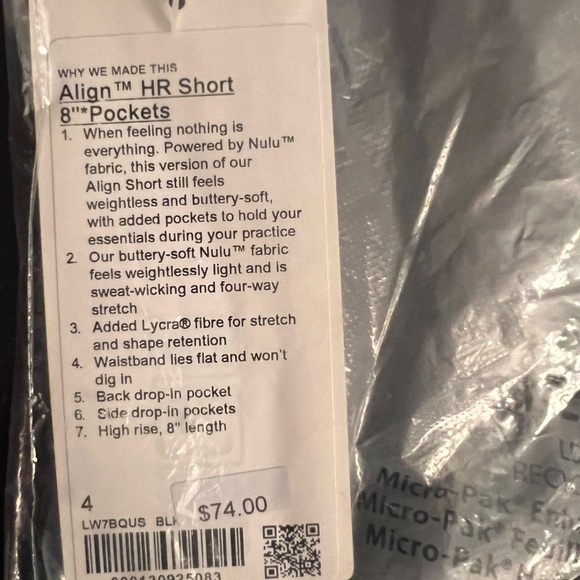 WHY WE MADE THIS
Align™ HR Short
8"*Pockets
1. When feeling nothing is
everything. Powered by Nulu™
fabric, this version of our
Align Short still feels
weightless and buttery-soft,
with added pockets to hold your
essentials during your practice
2. Our buttery-soft Nulu™ fabric
feels weightlessly light and is
sweat-wicking and four-way
stretch
3. Added Lycra® fibre for stretch
and shape retention
4. Waistband lies flat and won't
dig in
5. Back drop-in pocket
6. Side drop-in pockets
7. High rise, 8" length
4
$74.00
LW7BQUS BLK
000130925083
RECY
Micro-Pak®
Micro-Pak®
Micro-Pak®